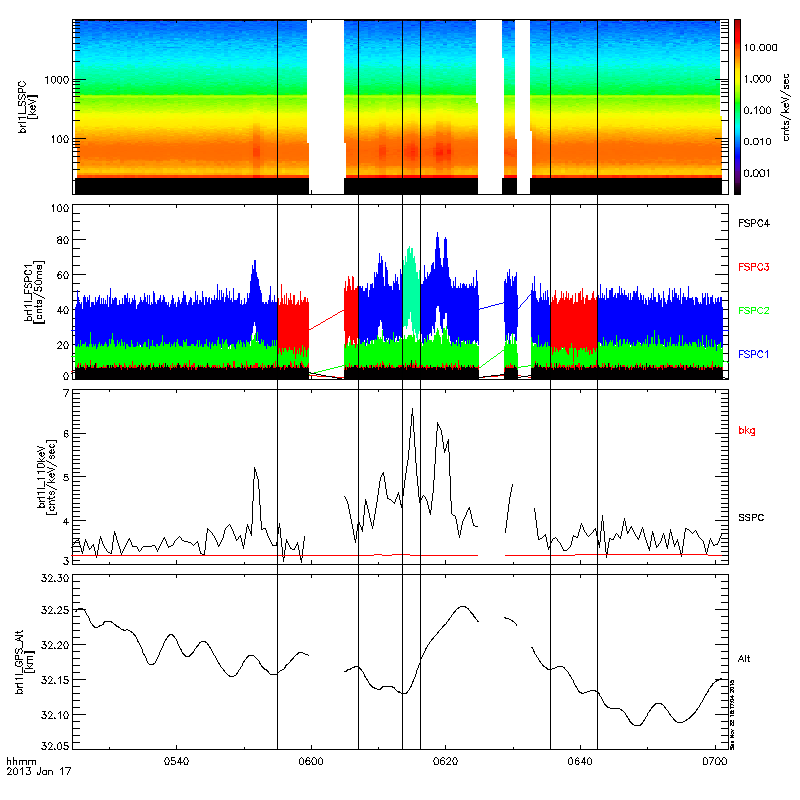 brl1l_SSPC
[keV]
1000
100
10.000
1.000
0.100
0.010
0.001
cnts/keV/sec
brl1l_FSPC1
[cnts/50ms]
100
80
60
40
20
0
FSPC4
FSPC3
FSPC2
FSPC1
brl1l_110keV
[cnts/keV/sec]
7
6
5
4
3
bkg
SSPC
brl1l_GPS_Alt
[km]
32.30
32.25
32.20
32.15
32.10
32.05
Alt
hhmm
2013 Jan 17
0540
0600
0620
0640
0700